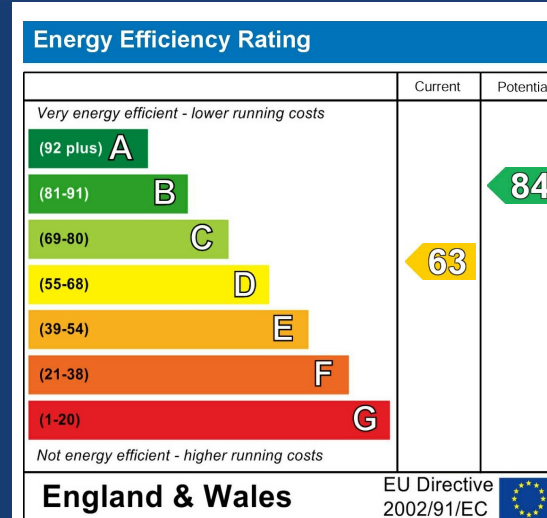 Energy Efficiency Rating
Current Potentia
Very energy efficient - lower running costs
(92 plus) A
(81-91) B
84
(69-80) C
63
(55-68) D
(39-54) E
(21-38) F
(1-20) G
Not energy efficient - higher running costs
England & Wales
EU Directive
2002/91/EC